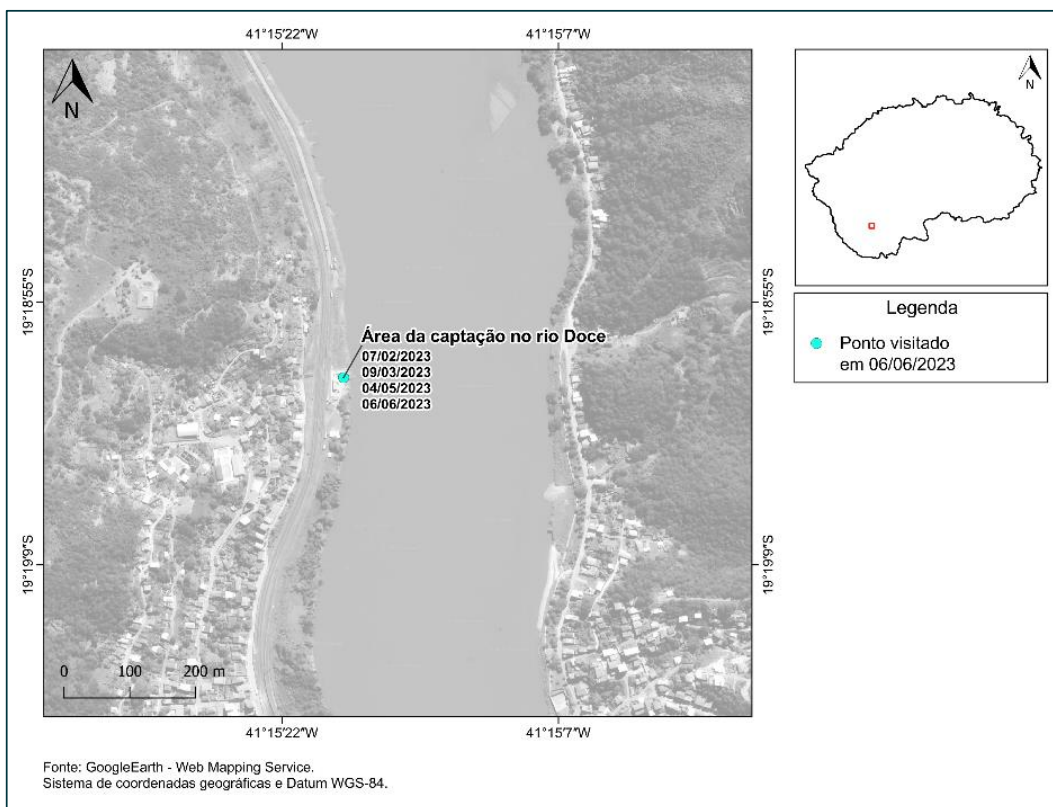 41°15'22"W
41°15'7"W
N
19°18'55"S
19°18'55"S
Área da captação no rio Doce
07/02/2023
09/03/2023
04/05/2023
06/06/2023
19°19'9"S
19°19'9"S
0 100 200 m
41°15'22"W
41°15'7"W
Fonte: GoogleEarth - Web Mapping Service.
Sistema de coordenadas geográficas e Datum WGS-84.
N
Legenda
Ponto visitado
em 06/06/2023